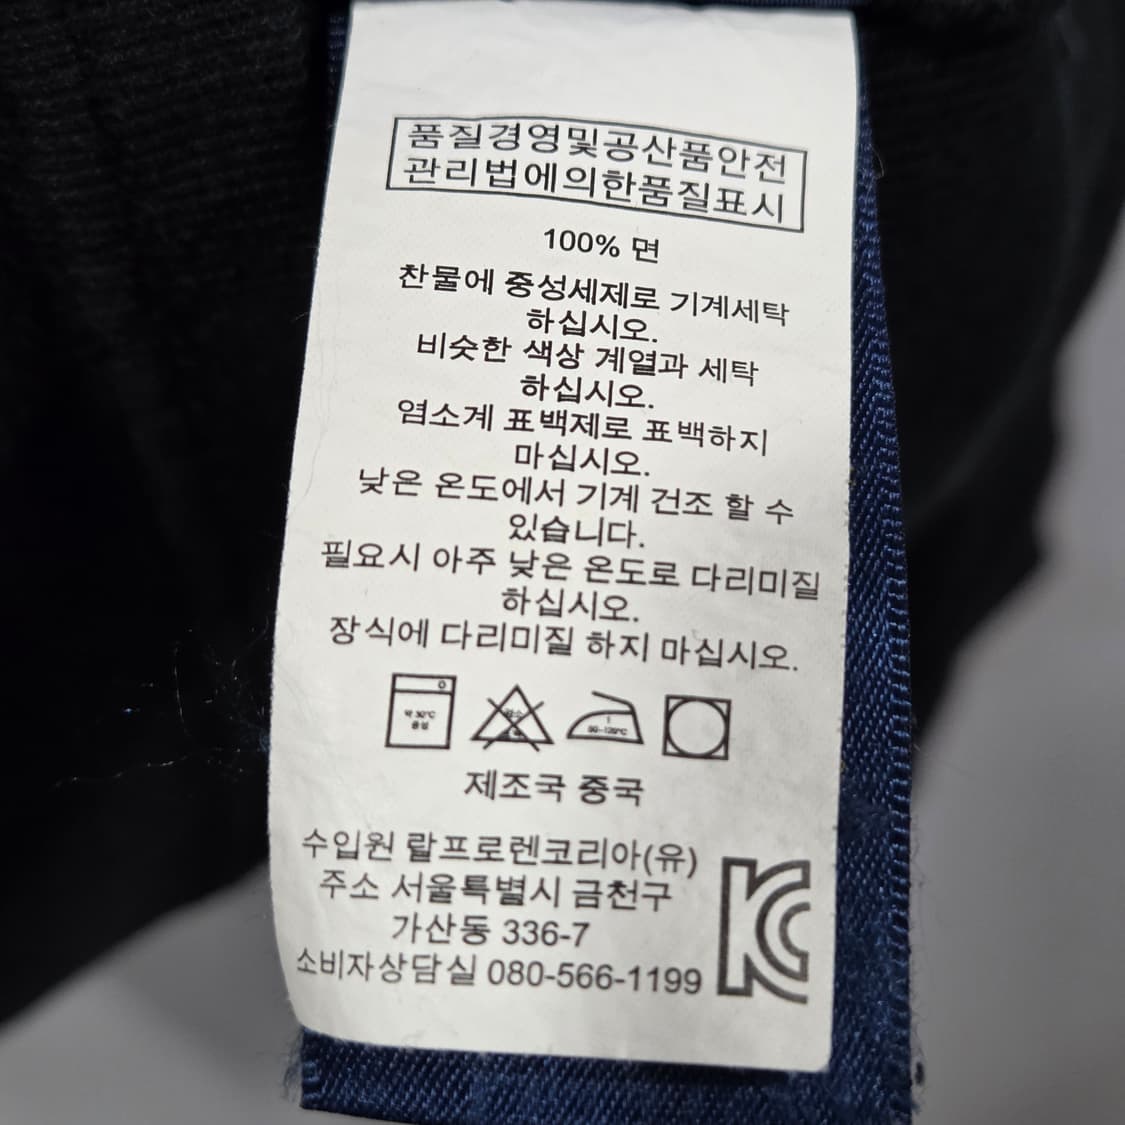 품질경영및공산품안전
관리법에의한품질표시
100% 면
찬물에 중성세제로 기계세탁
하십시오.
비슷한 색상 계열과 세탁
하십시오.
염소계 표백제로 표백하지
마십시오.
낮은 온도에서 기계 건조 할 수
있습니다.
필요시 아주 낮은 온도로 다리미질
하십시오.
장식에 다리미질 하지 마십시오.
약 30℃
제조국 중국
수입원 랄프로렌코리아(유)
주소 서울특별시 금천구
가산동 336-7
소비자상담실 080-566-1199